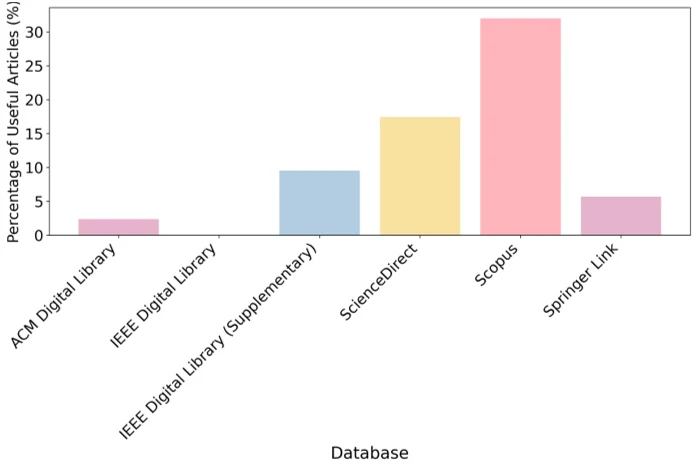 Percentage of Useful Articles (%)
30
25
20
15
10
5
0
ACM Digital Library
IEEE Digital Library
IEEE Digital Library (Supplementary)
ScienceDirect
Scopus
Springer Link
Database